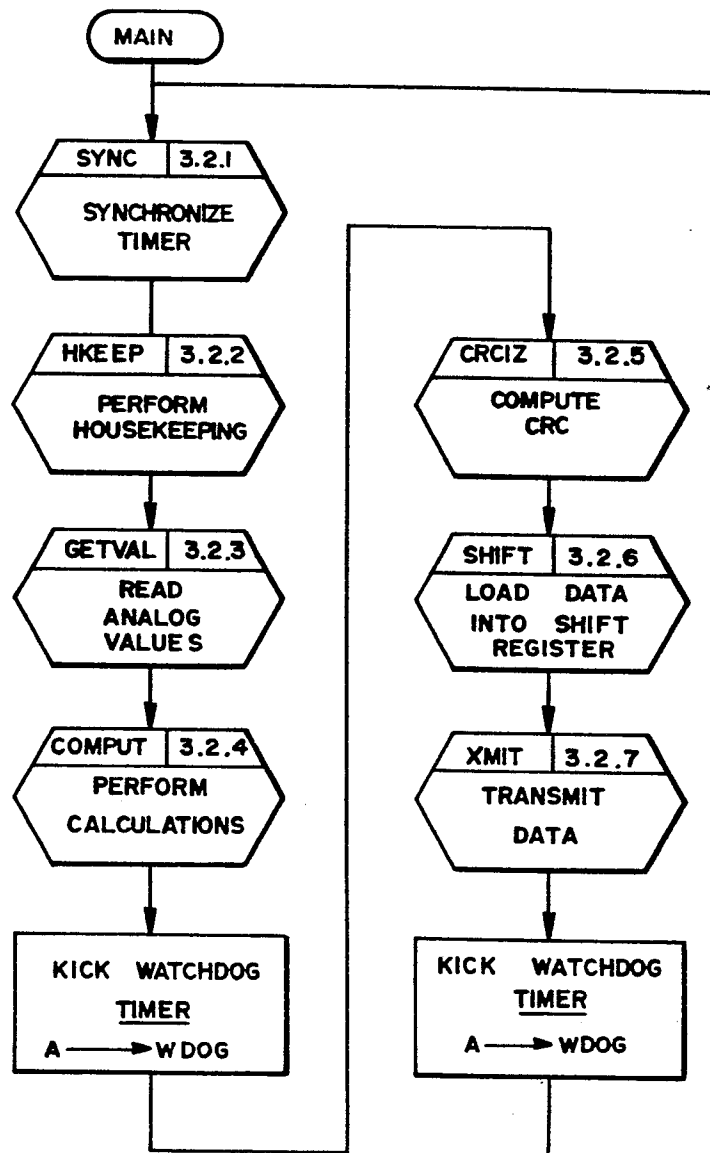 MAIN
SYNC 3.2.1
SYNCHRONIZE
TIMER
HKEEP 3.2.2
PERFORM
HOUSEKEEPING
GETVAL 3.2.3
READ
ANALOG
VALUES
COMPUT 3.2.4
PERFORM
CALCULATIONS
KICK WATCHDOG
TIMER
A WDOG
CRCIZ 3.2.5
COMPUTE
CRC
SHIFT 3.2.6
LOAD DATA
INTO SHIFT
REGISTER
XMIT 3.2.7
TRANSMIT
DATA
KICK WATCHDOG
TIMER
A WDOG